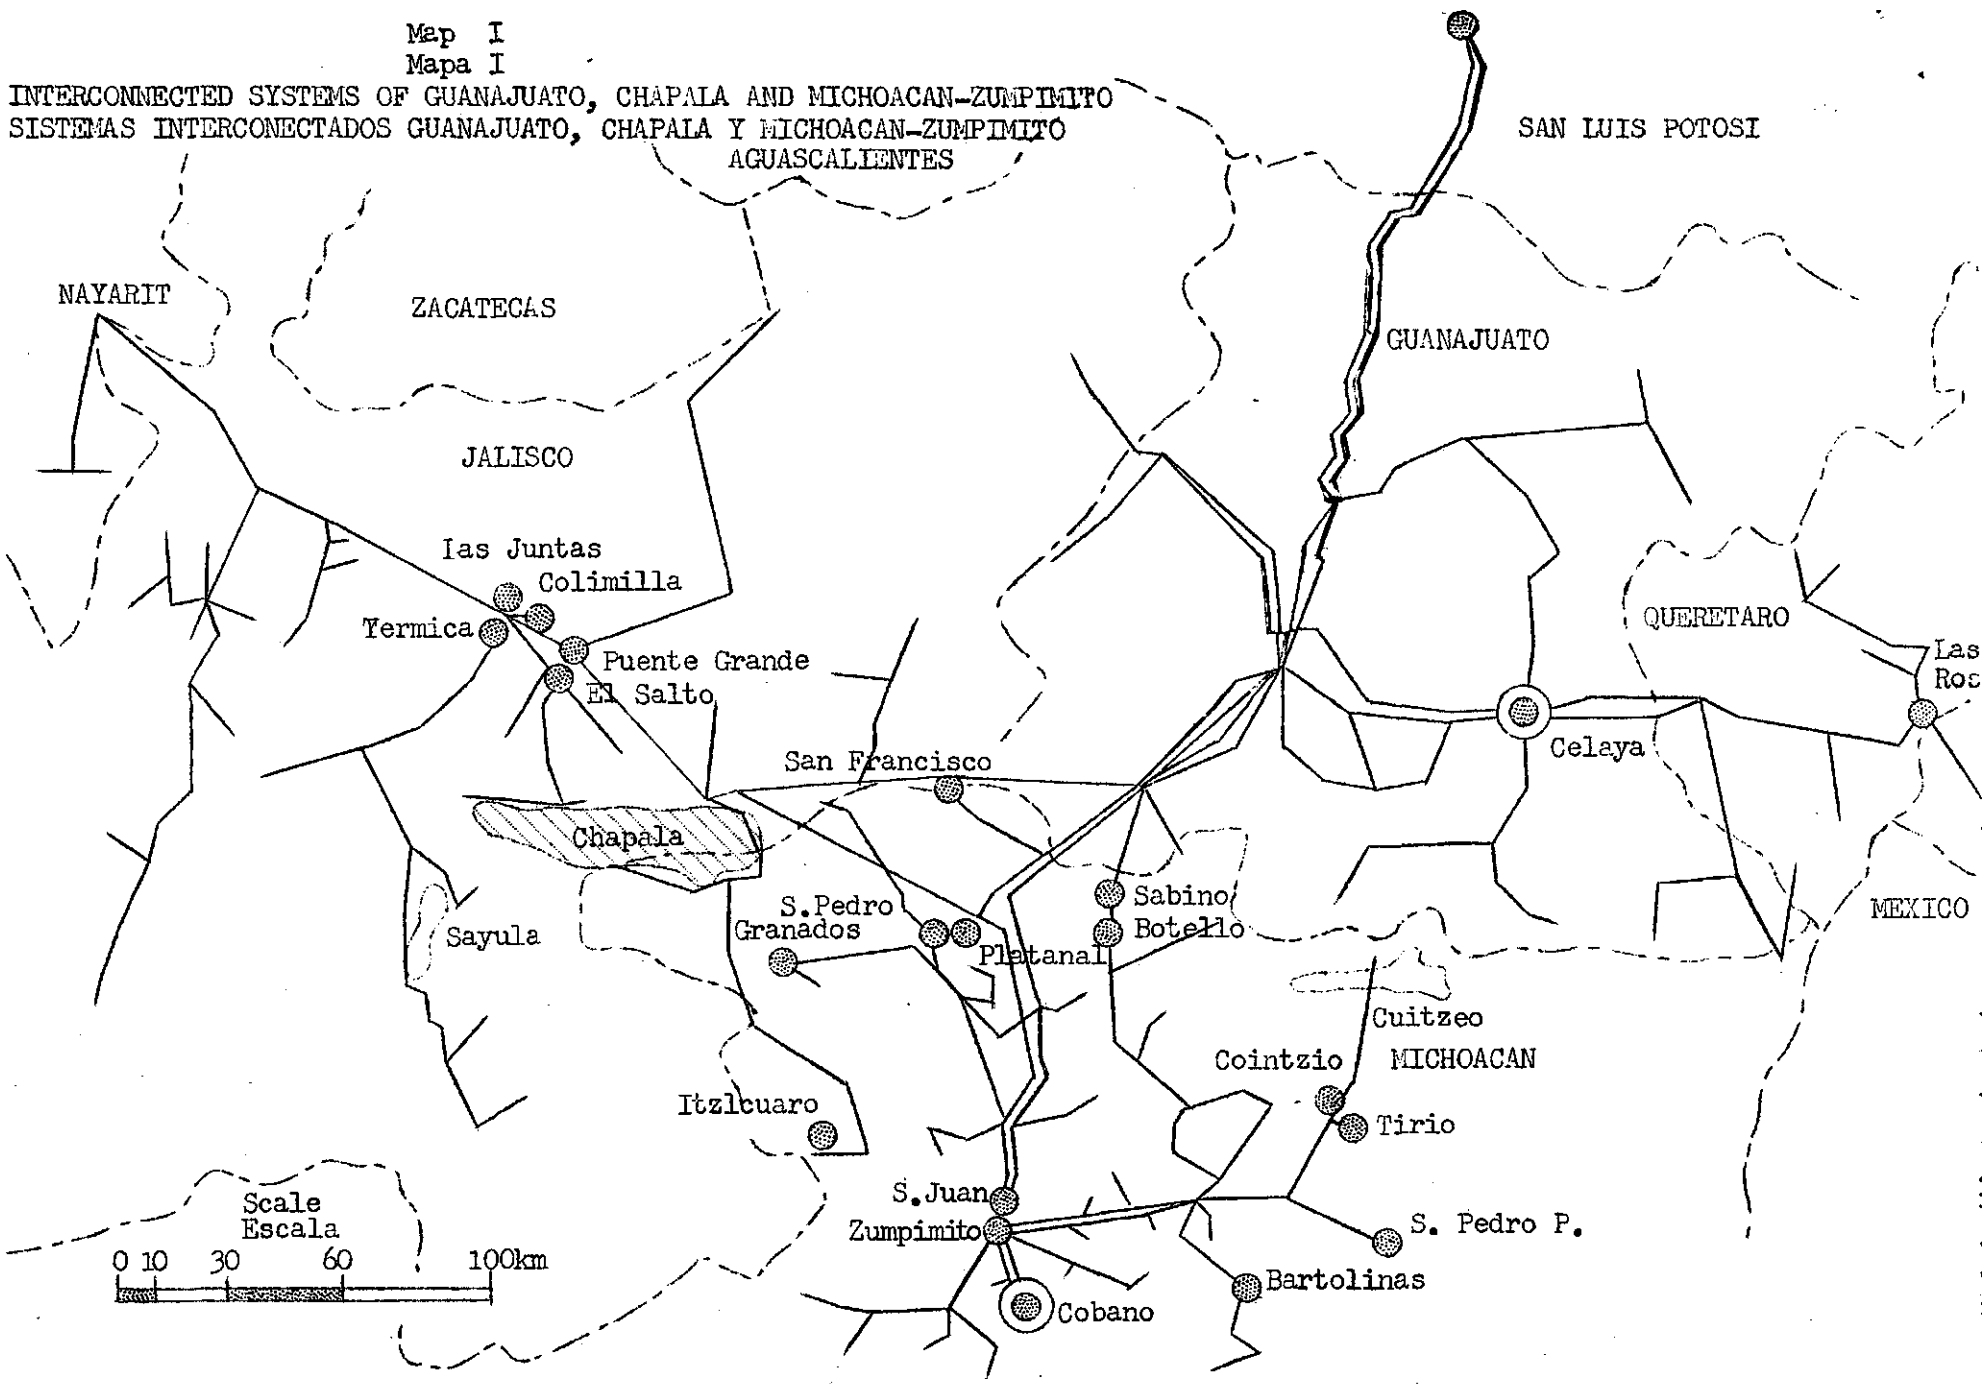 Map I
Mapa I
INTERCONNECTED SYSTEMS OF GUANAJUATO, CHAPALA AND MICHOACAN-ZUMPIMITO
SISTEMAS INTERCONECTADOS GUANAJUATO, CHAPALA Y MICHOACAN-ZUMPIMITO
AGUASCALIENTES
SAN LUIS POTOSI
NAYARIT
ZACATECAS
GUANAJUATO
JALISCO
Las Juntas
Colimilla
Termica
QUERETARO
Puente Grande
Las
Ros
El Salto
San Francisco
Celaya
Chapala
S.Pedro
Sabino
MEXICO
Granados
Botello
Sayula
Platanal
Cuitzeo
Cointzio
MICHOACAN
Itzlcuaro
Tirio
S.Juan
Scale
Escala
Zumpimito
S. Pedro P.
0 10 30 60 100km
Bartolinas
Cobano